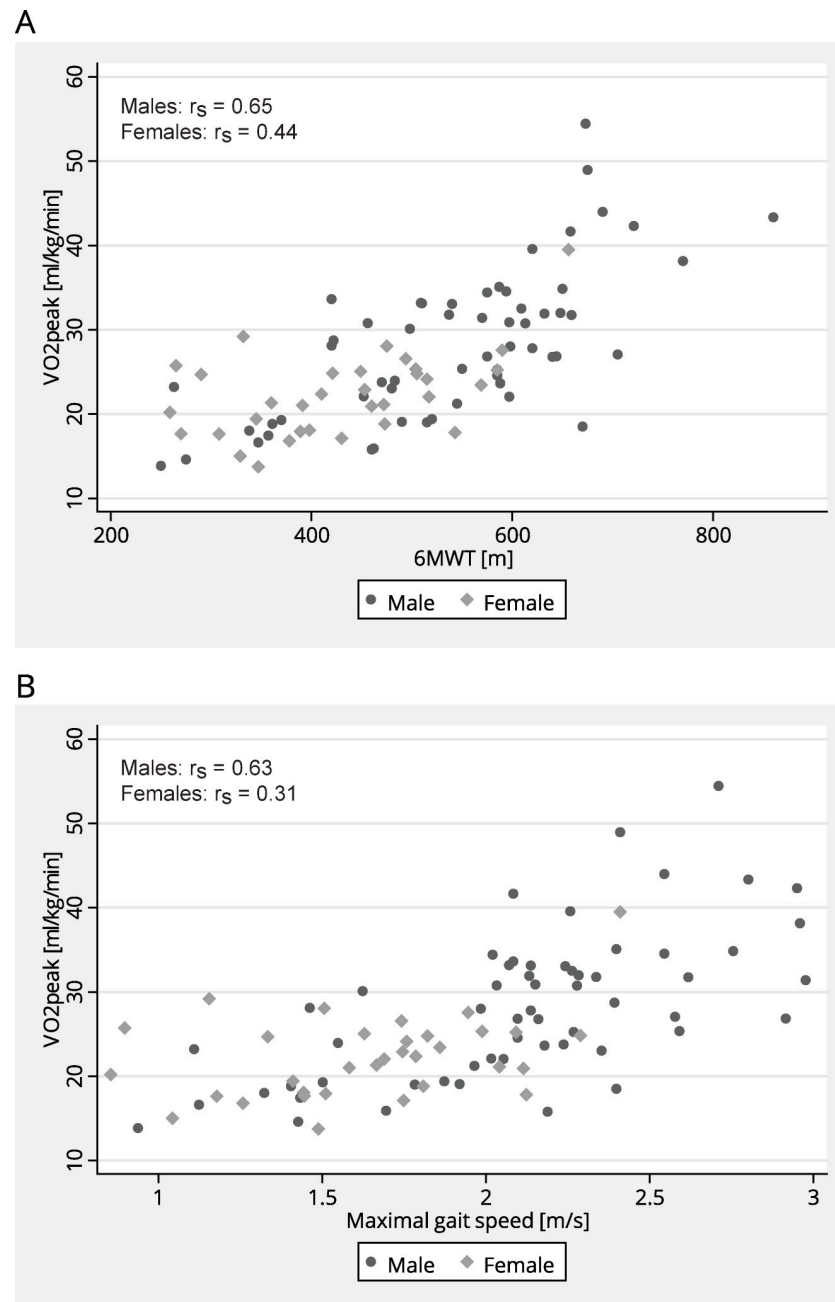 A
Males: rs = 0.65
Females: rs = 0.44
VO2peak [ml/kg/min]
60
50
40
30
20
10
200 400 600 800
6MWT [m]
Male Female
B
Males: rs = 0.63
Females: rs = 0.31
VO2peak [ml/kg/min]
60
50
40
30
20
10
1 1.5 2 2.5 3
Maximal gait speed [m/s]
Male Female